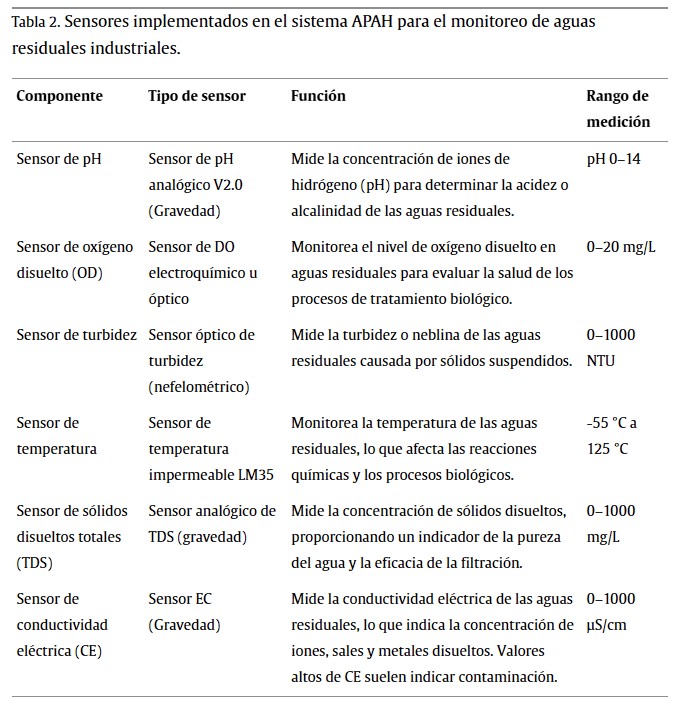 Tabla 2. Sensores implementados en el sistema APAH para el monitoreo de aguas
residuales industriales.
Componente Tipo de sensor Función Rango de
medición
Sensor de pH Sensor de pH Mide la concentración de iones de pH 0–14
analógico V2.0 hidrógeno (pH) para determinar la acidez o
(Gravedad) alcalinidad de las aguas residuales.
Sensor de oxígeno Sensor de DO Monitorea el nivel de oxígeno disuelto en 0–20 mg/L
disuelto (OD) electroquímico u aguas residuales para evaluar la salud de los
óptico procesos de tratamiento biológico.
Sensor de turbidez Sensor óptico de Mide la turbidez o neblina de las aguas 0–1000
turbidez residuales causada por sólidos suspendidos. NTU
(nefelométrico)
Sensor de Sensor de Monitorea la temperatura de las aguas -55 °C a
temperatura temperatura residuales, lo que afecta las reacciones 125 °C
impermeable LM35 químicas y los procesos biológicos.
Sensor de sólidos Sensor analógico de Mide la concentración de sólidos disueltos, 0–1000
disueltos totales TDS (gravedad) proporcionando un indicador de la pureza mg/L
(TDS) del agua y la eficacia de la filtración.
Sensor de Sensor EC Mide la conductividad eléctrica de las aguas 0–1000
conductividad (Gravedad) residuales, lo que indica la concentración de µS/cm
eléctrica (CE) iones, sales y metales disueltos. Valores
altos de CE suelen indicar contaminación.